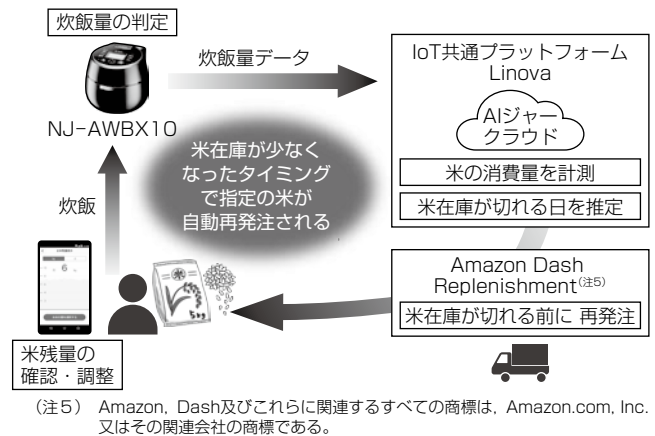 炊飯量の判定
炊飯量データ
NJ-AWBX10
IoT共通プラットフォーム
Linova
AIジャー
クラウド
米の消費量を計測
米在庫が切れる日を推定
米在庫が少なく
なったタイミング
で指定の米が
自動再発注される
炊飯
6
米
5kg
Amazon Dash
Replenishment(注5)
米在庫が切れる前に 再発注
米残量の
確認・調整
(注5) Amazon, Dash及びこれらに関連するすべての商標は, Amazon.com, Inc.
又はその関連会社の商標である。